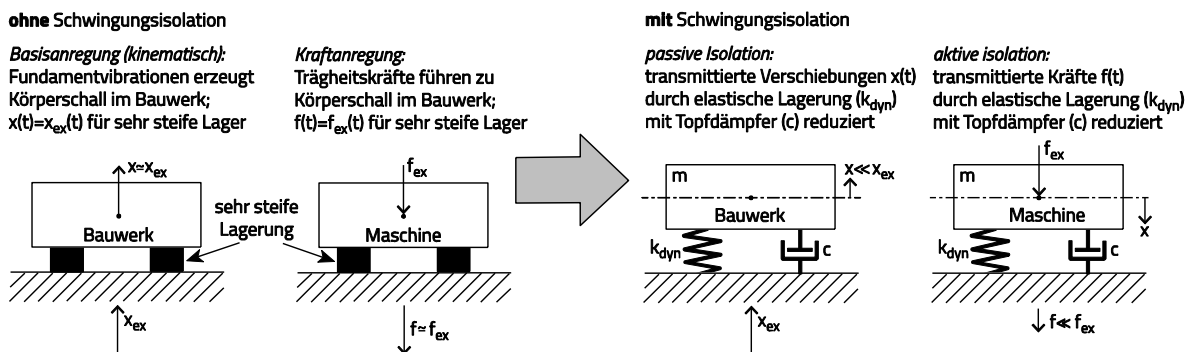 ohne Schwingungsisolation
Basisanregung (kinematisch):
Fundamentvibrationen erzeugt
Körperschall im Bauwerk;
x(t)=xex(t) für sehr steife Lager
Kraftanregung:
Trägheitskräfte führen zu
Körperschall im Bauwerk;
f(t)=fex(t) für sehr steife Lager
x≃xex
Bauwerk
xex
sehr steife
Lagerung
fex
Maschine
f≃fex
mit Schwingungsisolation
passive Isolation:
transmittierte Verschiebungen x(t)
durch elastische Lagerung (kdyn)
mit Topfdämpfer (c) reduziert
aktive isolation:
transmittierte Kräfte f(t)
durch elastische Lagerung (kdyn)
mit Topfdämpfer (c) reduziert
m
x≪xex
Bauwerk
kdyn
c
xex
fex
m
Maschine
x
kdyn
c
f≪fex